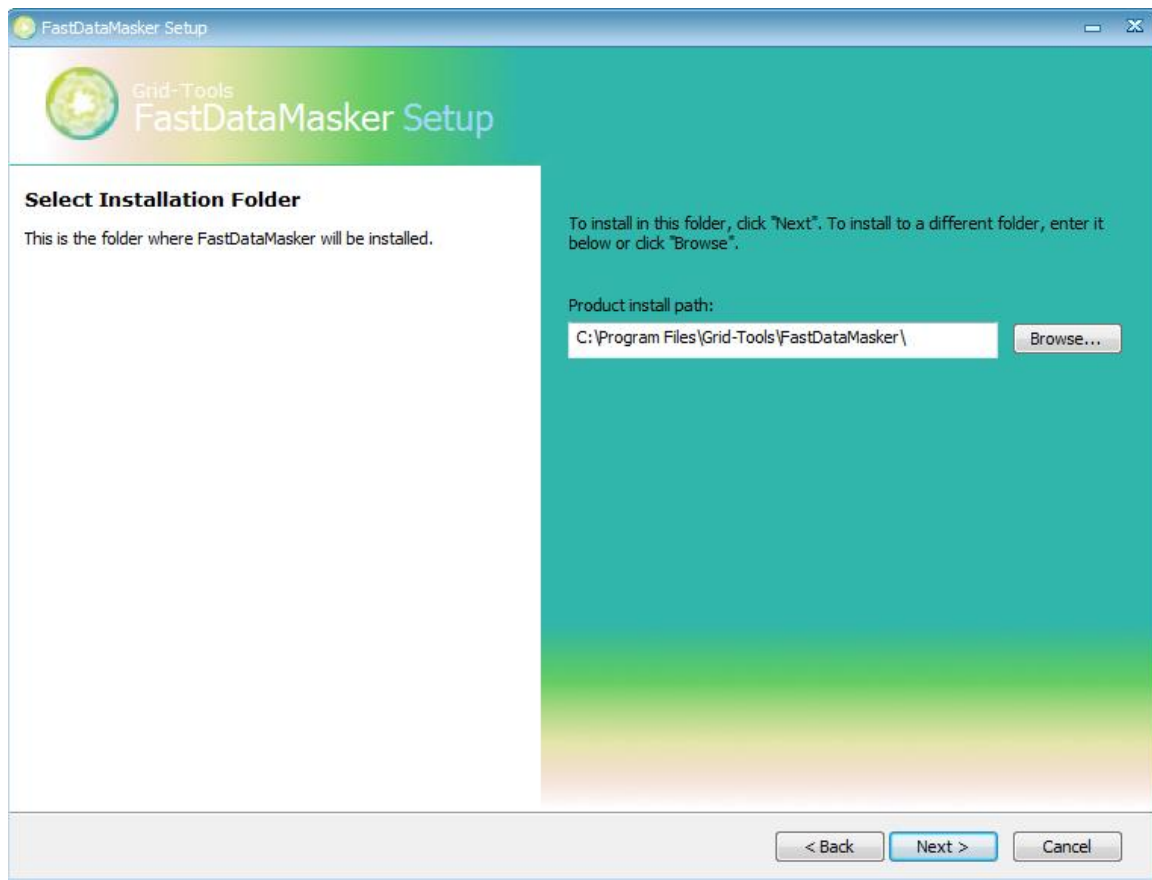 FastDataMasker Setup
Grid-Tools
FastDataMasker Setup
Select Installation Folder
This is the folder where FastDataMasker will be installed.
To install in this folder, click "Next". To install to a different folder, enter it
below or click "Browse".
Product install path:
C:\Program Files\Grid-Tools\FastDataMasker\
Browse...
< Back
Next >
Cancel